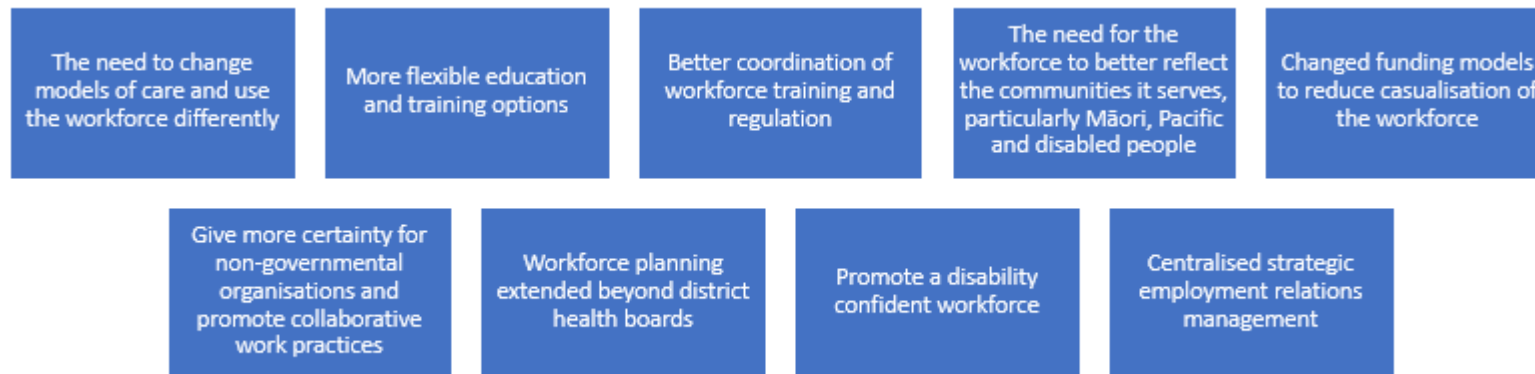 The need to change
models of care and use
the workforce differently
More flexible education
and training options
Better coordination of
workforce training and
regulation
The need for the
workforce to better reflect
the communities it serves,
particularly Māori, Pacific
and disabled people
Changed funding models
to reduce casualisation of
the workforce
Give more certainty for
non-governmental
organisations and
promote collaborative
work practices
Workforce planning
extended beyond district
health boards
Promote a disability
confident workforce
Centralised strategic
employment relations
management